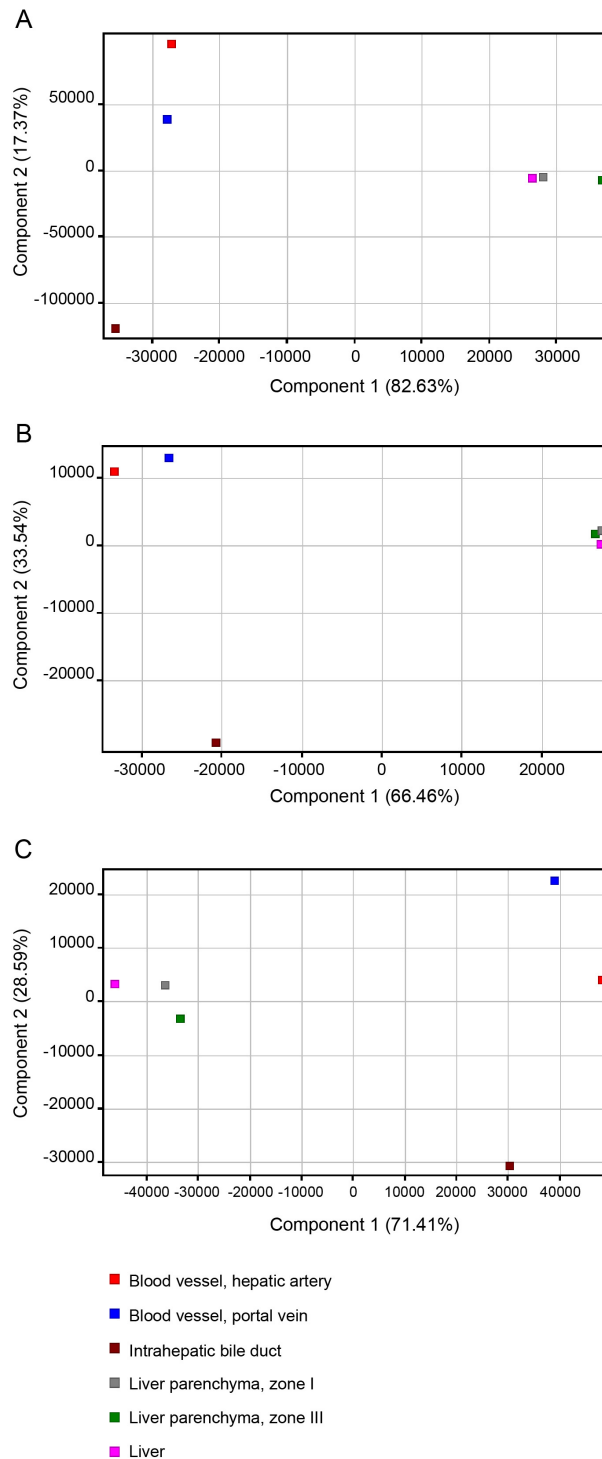 A
Component 2 (17.37%)
50000
0
-50000
-100000
-30000 -20000 -10000 0 10000 20000 30000
Component 1 (82.63%)
B
Component 2 (33.54%)
10000
0
-10000
-20000
-30000 -20000 -10000 0 10000 20000
Component 1 (66.46%)
C
Component 2 (28.59%)
20000
10000
0
-10000
-20000
-30000
-40000 -30000 -20000 -10000 0 10000 20000 30000 40000
Component 1 (71.41%)
Blood vessel, hepatic artery
Blood vessel, portal vein
Intrahepatic bile duct
Liver parenchyma, zone I
Liver parenchyma, zone III
Liver